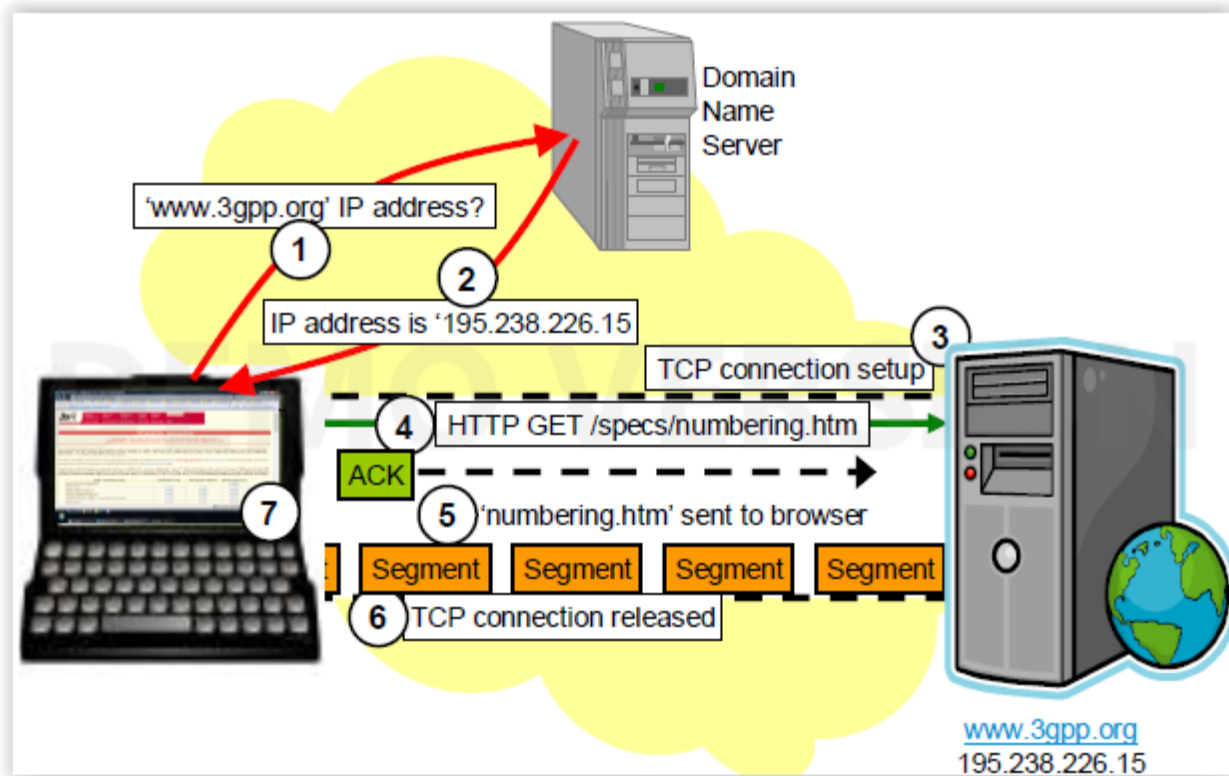 Domain
Name
Server
'www.3gpp.org' IP address?
1
2
IP address is '195.238.226.15
3
TCP connection setup
DEMO VERSION
4
HTTP GET /specs/numbering.htm
ACK
7
5
'numbering.htm' sent to browser
t
Segment
Segment
Segment
Segment
6
TCP connection released
www.3gpp.org
195.238.226.15